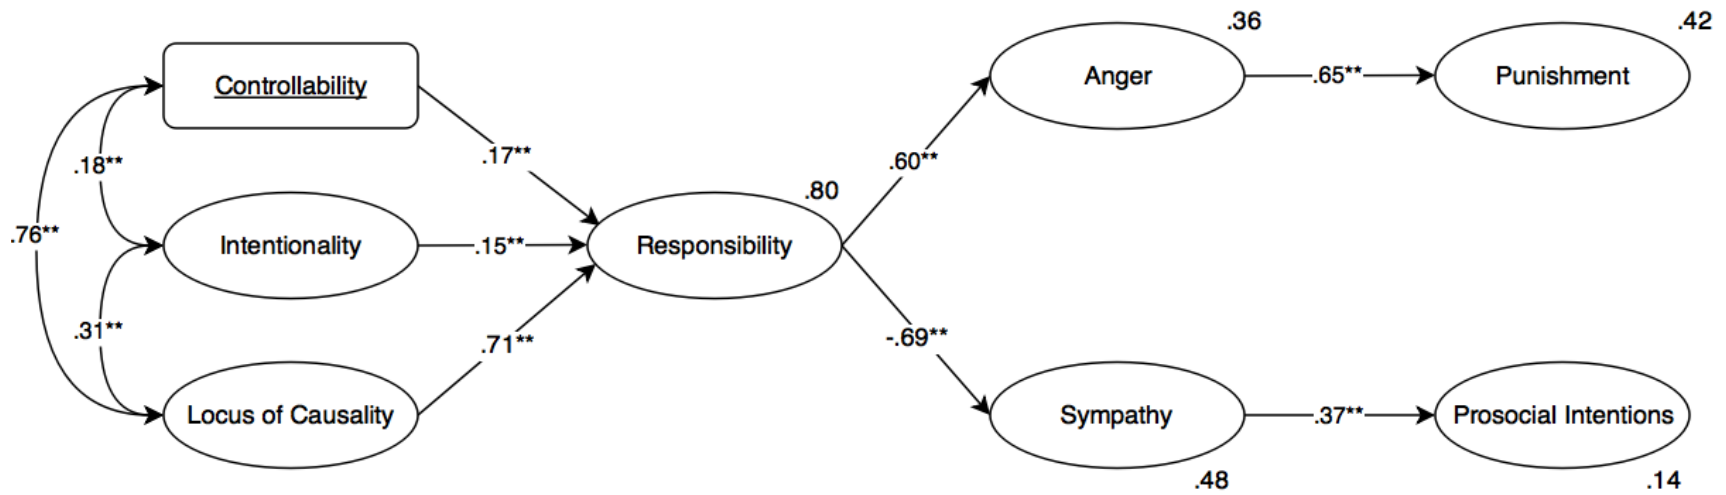 .36
.42
Controllability
Anger
.65**
Punishment
.18**
.17**
.60**
.80
.76**
Intentionality
.15**
Responsibility
.31**
.71**
-.69**
Locus of Causality
Sympathy
.37**
Prosocial Intentions
.48
.14